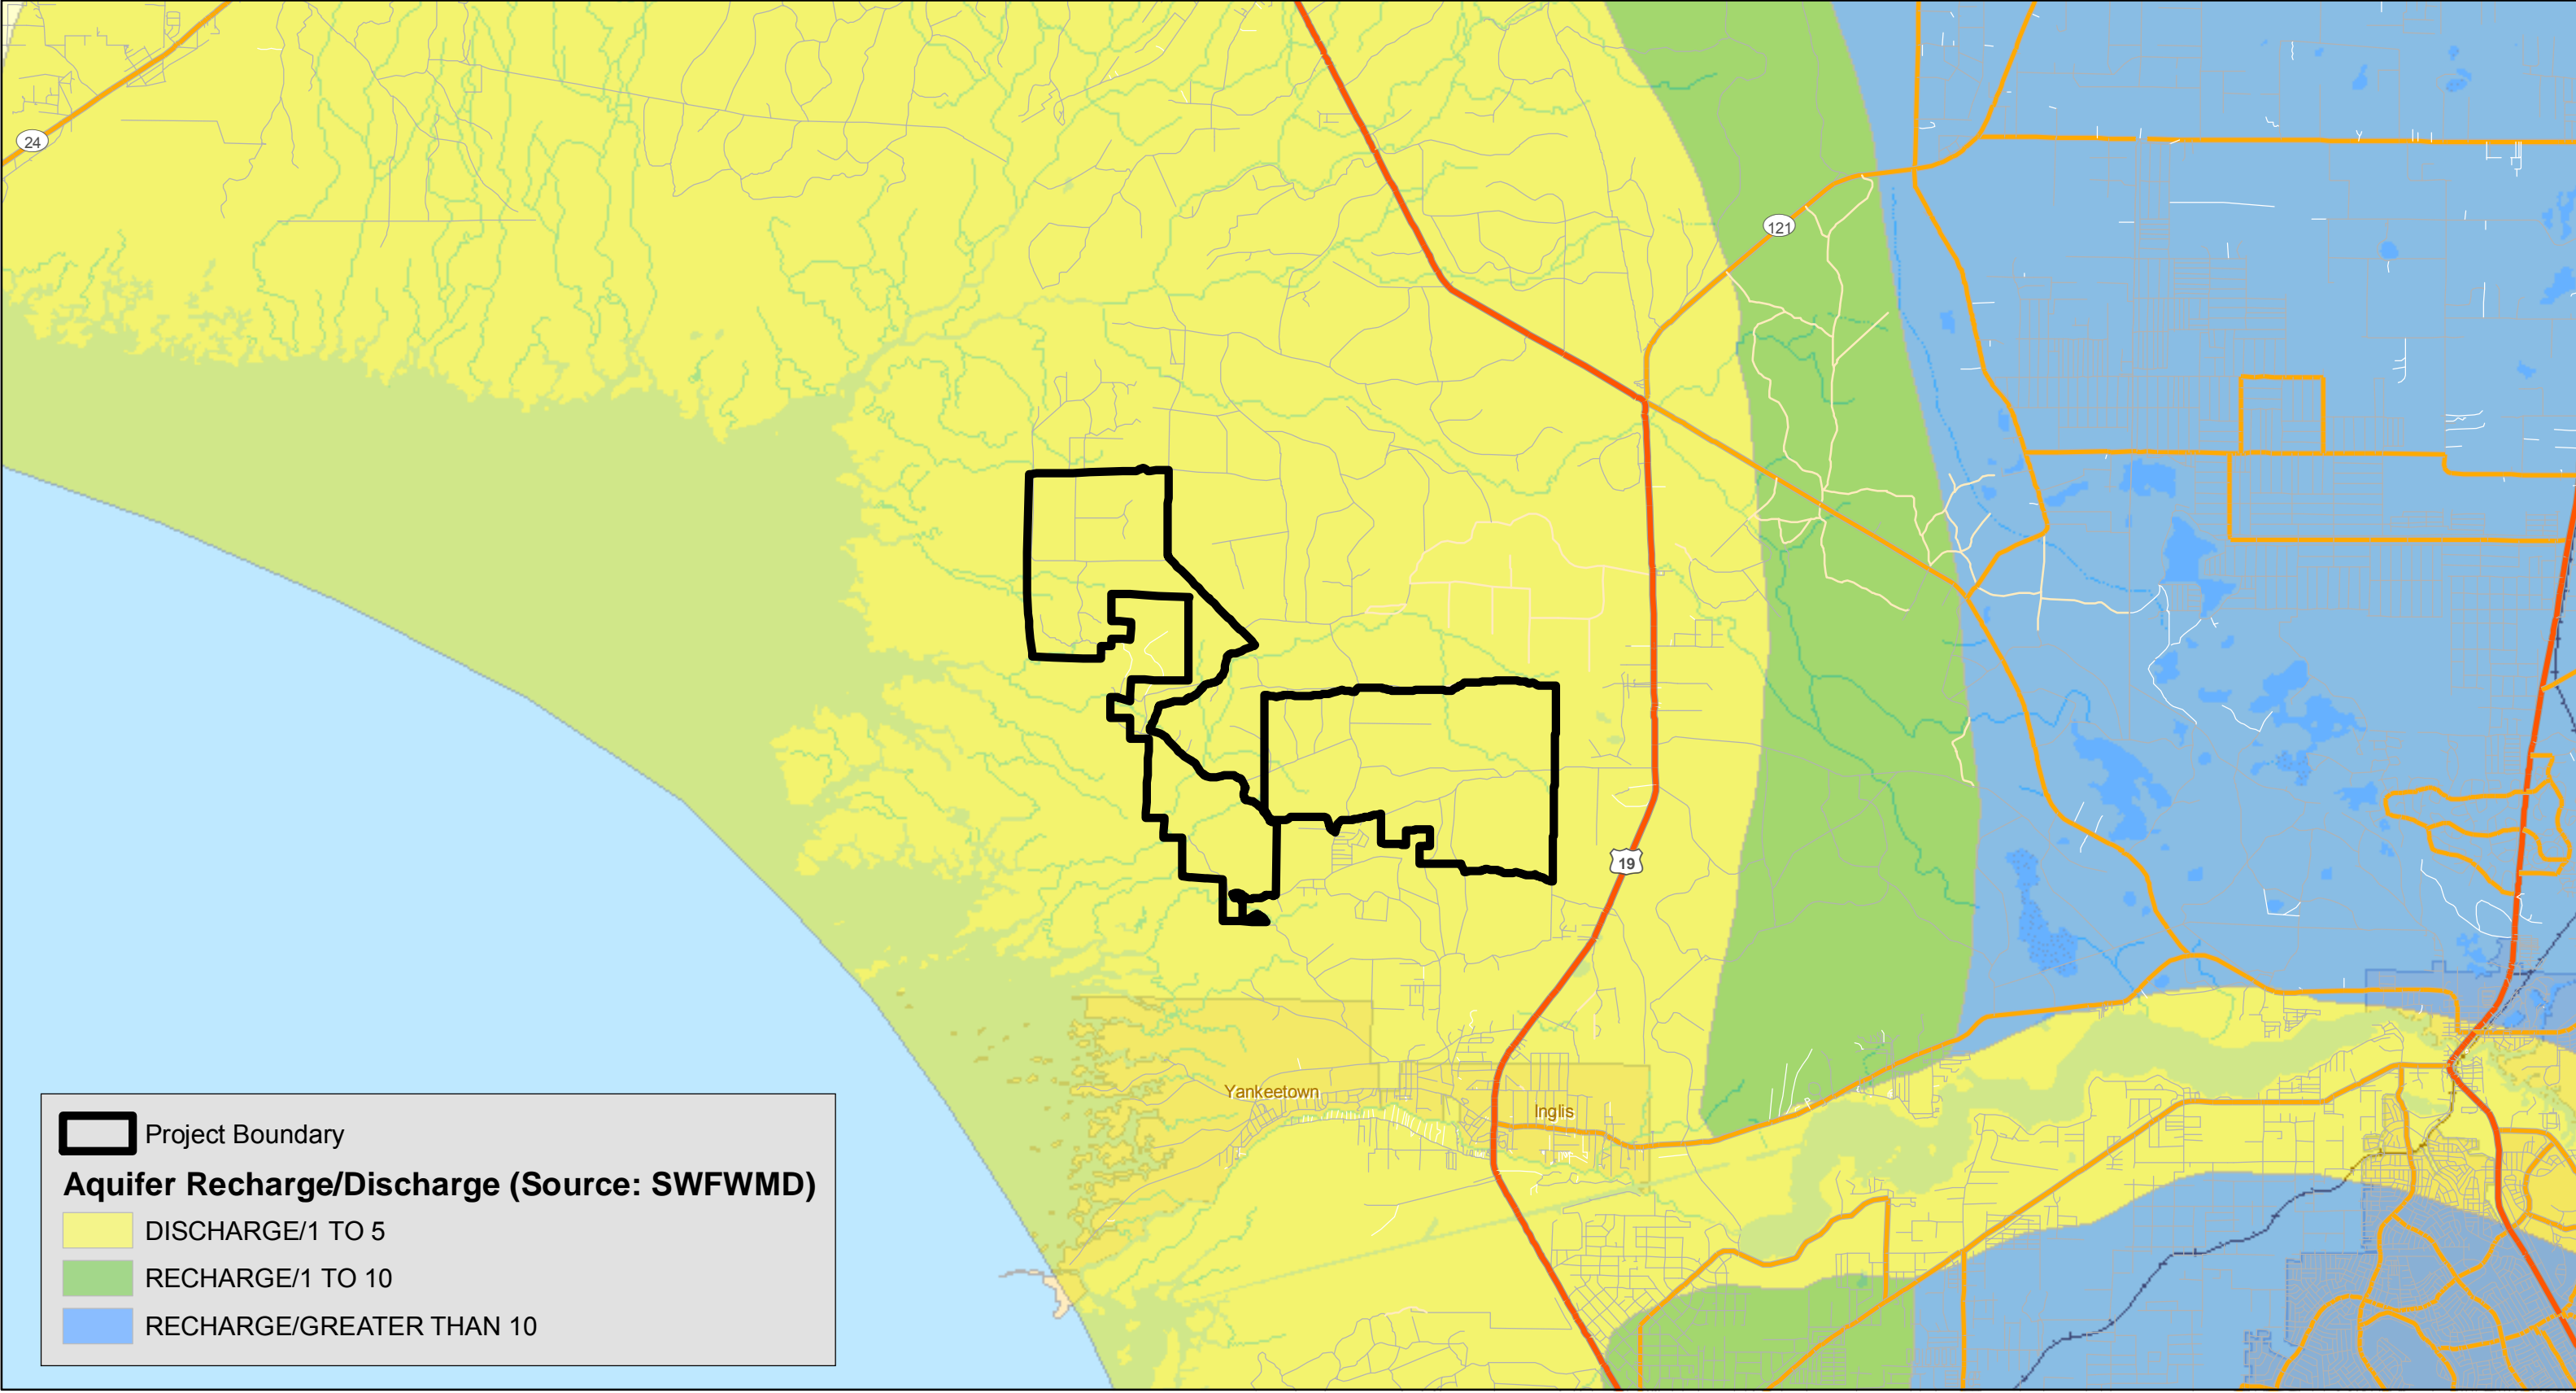 24
121
19
Yankeetown
Inglis
Project Boundary
Aquifer Recharge/Discharge (Source: SWFWMD)
DISCHARGE/1 TO 5
RECHARGE/1 TO 10
RECHARGE/GREATER THAN 10